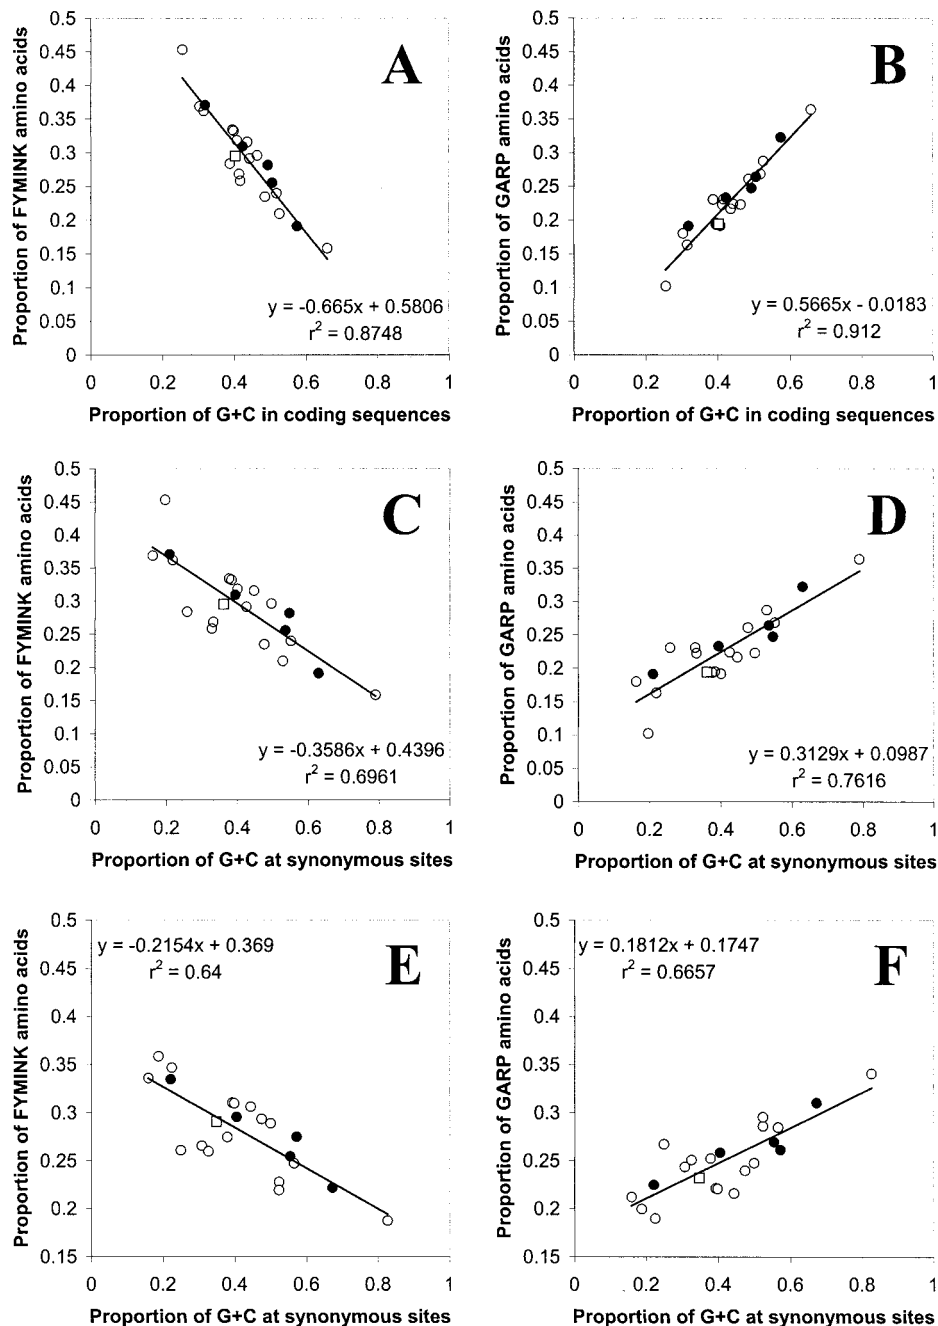 0.5
0.45
0.4
0.35
0.3
0.25
0.2
0.15
0.1
0.05
0
Proportion of FYMINK amino acids
A
y = -0.665x + 0.5806
r² = 0.8748
0 0.2 0.4 0.6 0.8 1
Proportion of G+C in coding sequences
0.5
0.45
0.4
0.35
0.3
0.25
0.2
0.15
0.1
0.05
0
Proportion of GARP amino acids
B
y = 0.5665x - 0.0183
r² = 0.912
0 0.2 0.4 0.6 0.8 1
Proportion of G+C in coding sequences
0.5
0.45
0.4
0.35
0.3
0.25
0.2
0.15
0.1
0.05
0
Proportion of FYMINK amino acids
C
y = -0.3586x + 0.4396
r² = 0.6961
0 0.2 0.4 0.6 0.8 1
Proportion of G+C at synonymous sites
0.5
0.45
0.4
0.35
0.3
0.25
0.2
0.15
0.1
0.05
0
Proportion of GARP amino acids
D
y = 0.3129x + 0.0987
r² = 0.7616
0 0.2 0.4 0.6 0.8 1
Proportion of G+C at synonymous sites
0.5
0.45
0.4
0.35
0.3
0.25
0.2
0.15
Proportion of FYMINK amino acids
y = -0.2154x + 0.369
r² = 0.64
E
0 0.2 0.4 0.6 0.8 1
Proportion of G+C at synonymous sites
0.5
0.45
0.4
0.35
0.3
0.25
0.2
0.15
Proportion of GARP amino acids
y = 0.1812x + 0.1747
r² = 0.6657
F
0 0.2 0.4 0.6 0.8 1
Proportion of G+C at synonymous sites